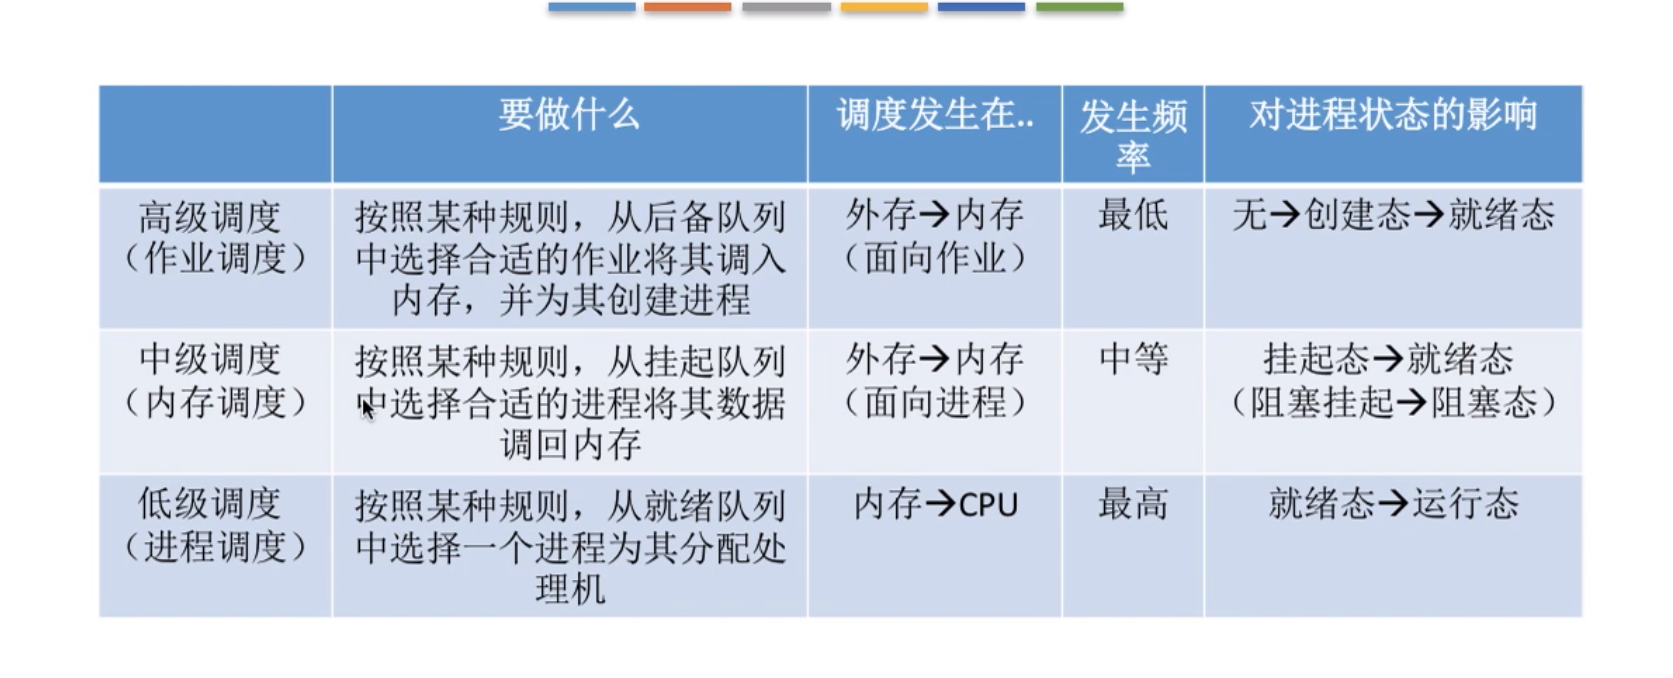 要做什么
调度发生在..
发生频
率
对进程状态的影响
高级调度
（作业调度）
按照某种规则，从后备队列
中选择合适的作业将其调入
内存，并为其创建进程
外存→内存
（面向作业）
最低
无→创建态→就绪态
中级调度
（内存调度）
按照某种规则，从挂起队列
中选择合适的进程将其数据
调回内存
外存→内存
（面向进程）
中等
挂起态→就绪态
（阻塞挂起→阻塞态）
低级调度
（进程调度）
按照某种规则，从就绪队列
中选择一个进程为其分配处
理机
内存→CPU
最高
就绪态→运行态